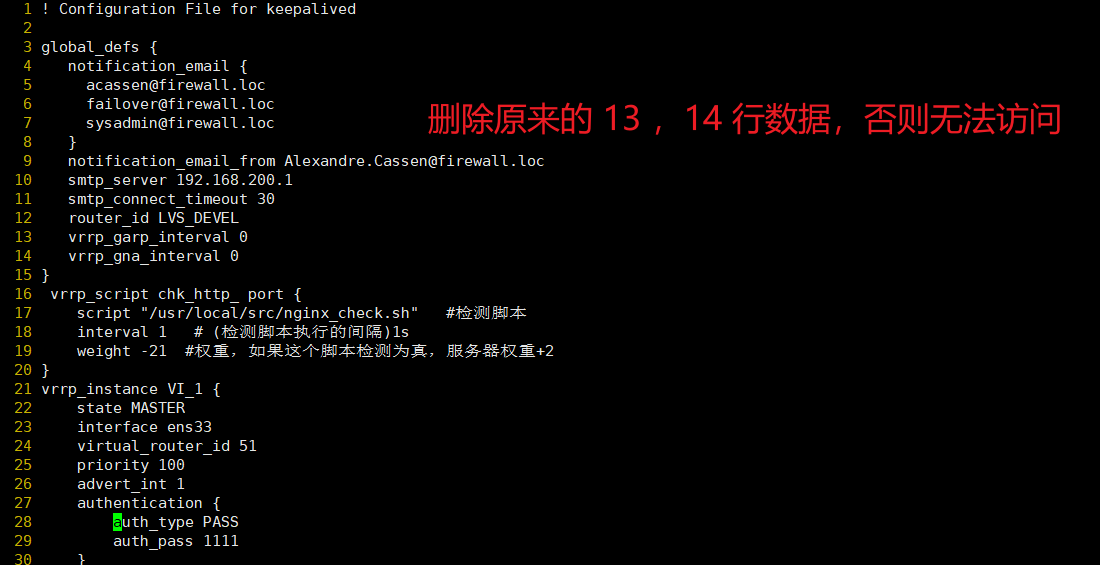 1 ! Configuration File for keepalived
2
3 global_defs {
4    notification_email {
5      acassen@firewall.loc
6      failover@firewall.loc
7      sysadmin@firewall.loc
删除原来的 13 ，14 行数据，否则无法访问
8    }
9    notification_email_from Alexandre.Cassen@firewall.loc
10    smtp_server 192.168.200.1
11    smtp_connect_timeout 30
12    router_id LVS_DEVEL
13    vrrp_garp_interval 0
14    vrrp_gna_interval 0
15 }
16  vrrp_script chk_http_ port {
17     script "/usr/local/src/nginx_check.sh"   #检测脚本
18     interval 1   # (检测脚本执行的间隔)1s
19     weight -21  #权重，如果这个脚本检测为真，服务器权重+2
20 }
21 vrrp_instance VI_1 {
22     state MASTER
23     interface ens33
24     virtual_router_id 51
25     priority 100
26     advert_int 1
27     authentication {
28         auth_type PASS
29         auth_pass 1111
30     }